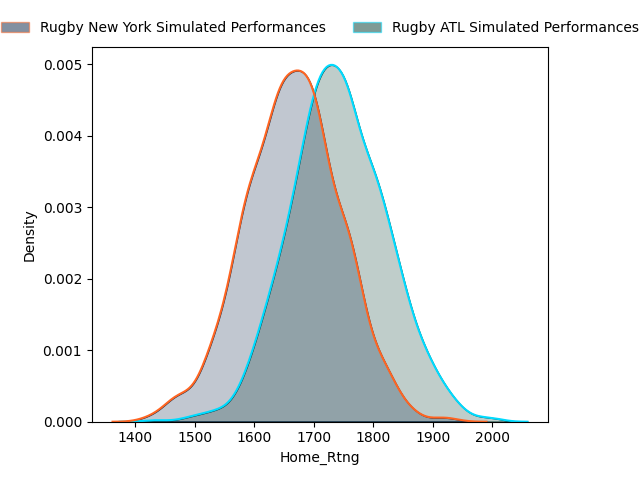 Rugby New York Simulated Performances Rugby ATL Simulated Performances
0.005
0.004
0.003
0.002
0.001
0.000
Density
1400 1500 1600 1700 1800 1900 2000
Home_Rtng